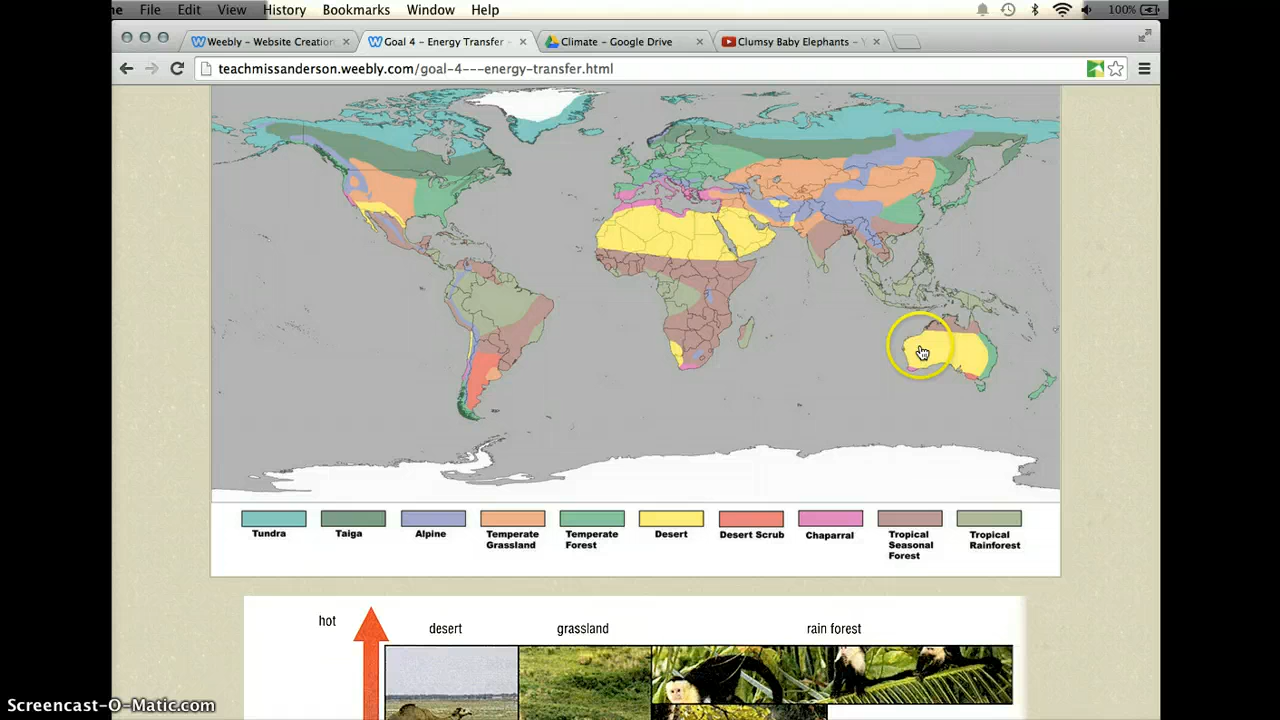 me File Edit View History Bookmarks Window Help 100%
Weebly - Website Creation × Goal 4 - Energy Transfer × Climate - Google Drive × Clumsy Baby Elephants - ×
teachmissanderson.weebly.com/goal-4---energy-transfer.html
Tundra Taiga Alpine Temperate Grassland Temperate Forest Desert Desert Scrub Chaparral Tropical Seasonal Forest Tropical Rainforest
hot desert grassland rain forest
Screencast-O-Matic.com